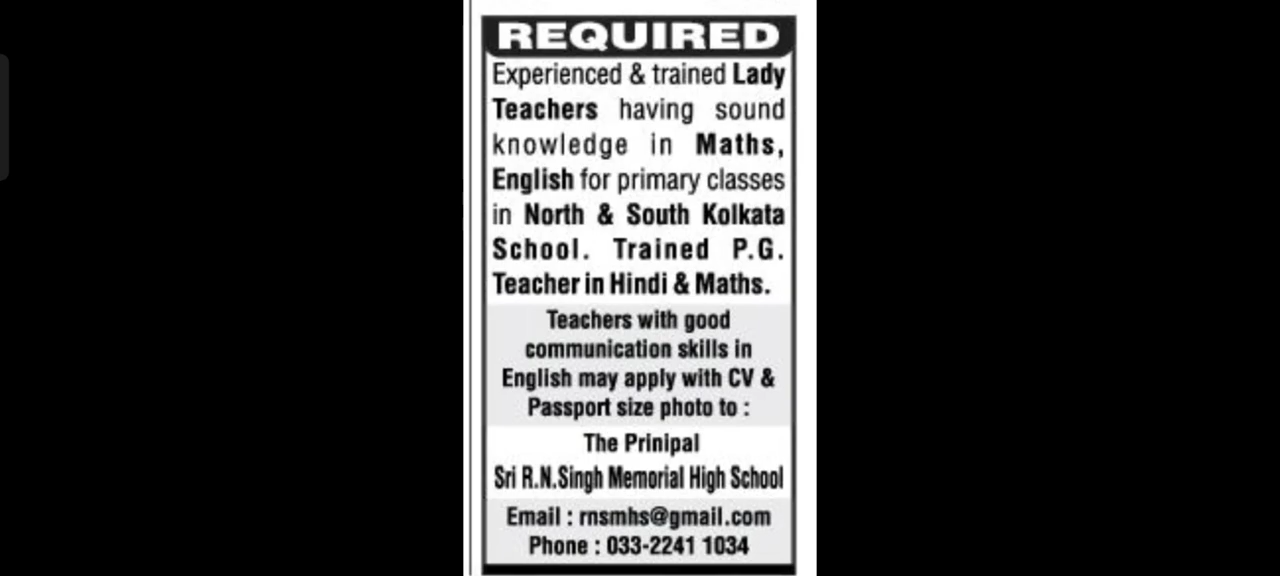 REQUIRED
Experienced & trained Lady
Teachers having sound
knowledge in Maths,
English for primary classes
in North & South Kolkata
School. Trained P.G.
Teacher in Hindi & Maths.
Teachers with good
communication skills in
English may apply with CV &
Passport size photo to :
The Prinipal
Sri R.N.Singh Memorial High School
Email : rnsmhs@gmail.com
Phone : 033-2241 1034